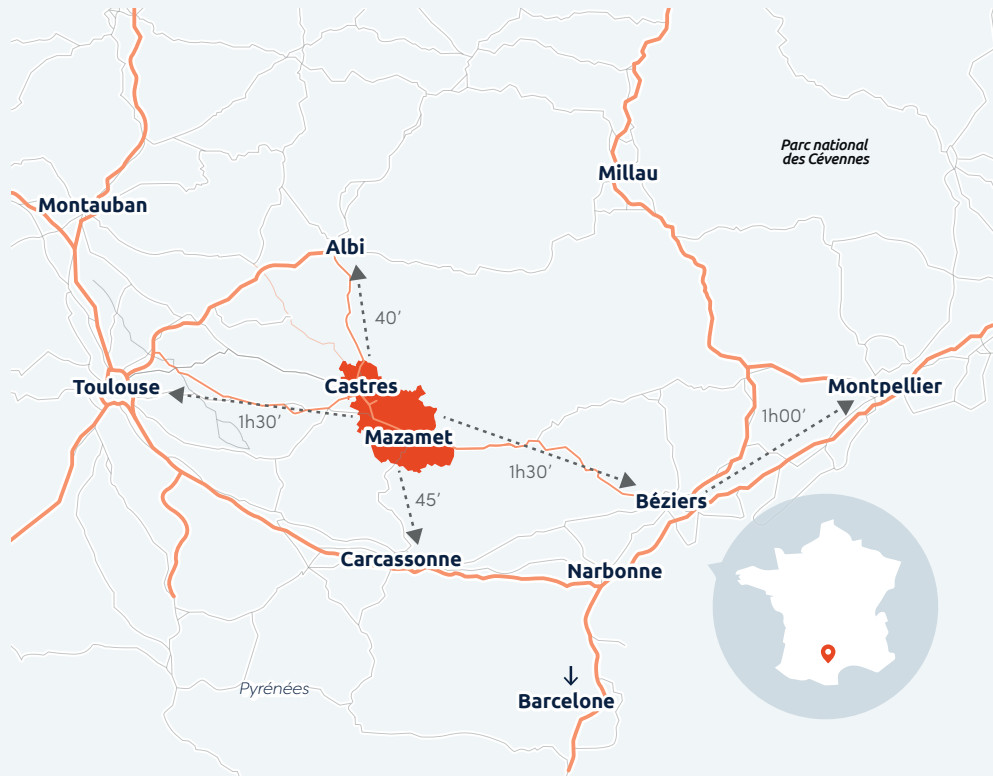 Parc national
des Cévennes
Millau
Montauban
Albi
40’
Castres
Toulouse
Montpellier
1h30’
1h00’
Mazamet
1h30’
45’
Béziers
Carcassonne
Narbonne
Pyrénées
Barcelone